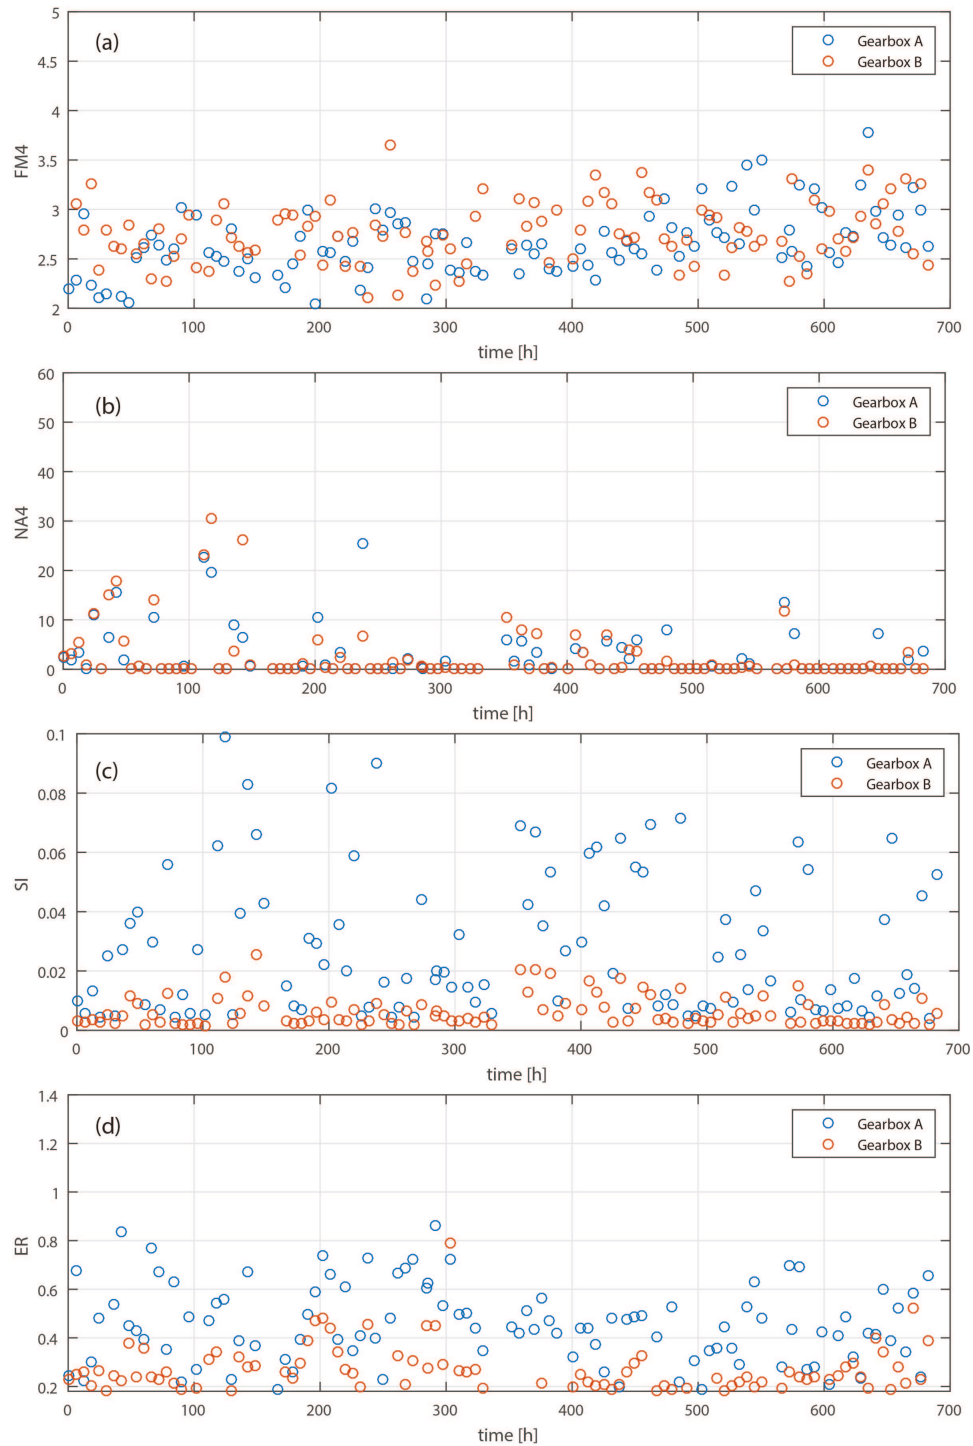 5
(a)
Gearbox A
4.5
Gearbox B
4
FM4
3.5
3
2.5
2
0 100 200 300 400 500 600 700
time [h]
60
(b)
Gearbox A
50
Gearbox B
40
NA4
30
20
10
0
0 100 200 300 400 500 600 700
time [h]
0.1
(c)
Gearbox A
0.08
Gearbox B
0.06
SI
0.04
0.02
0
0 100 200 300 400 500 600 700
time [h]
1.4
(d)
Gearbox A
1.2
Gearbox B
1
ER
0.8
0.6
0.4
0.2
0 100 200 300 400 500 600 700
time [h]